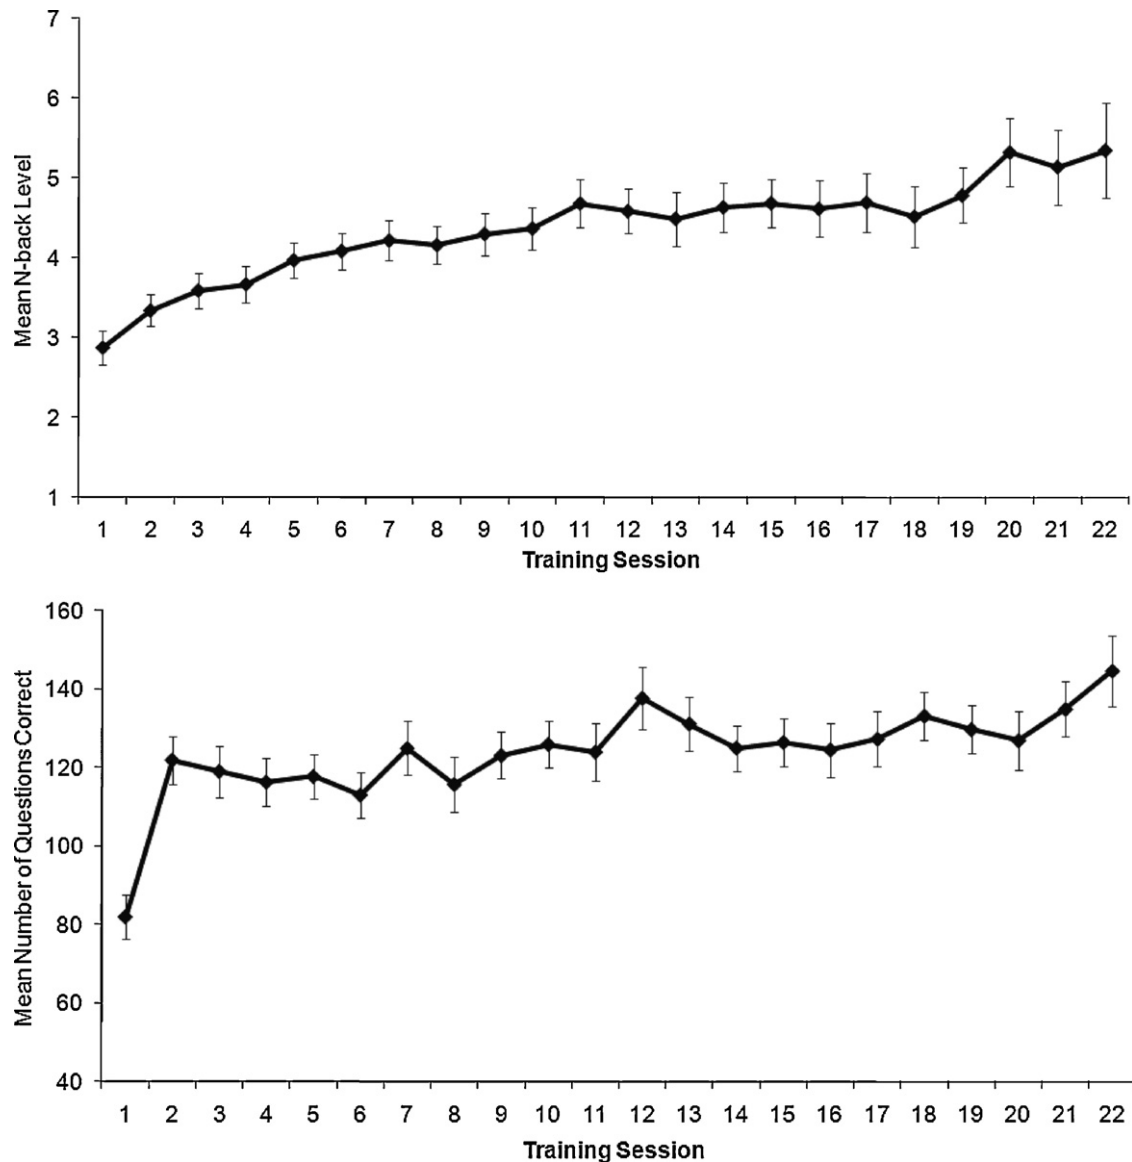 7
6
5
4
3
2
1
Mean N-back Level
1 2 3 4 5 6 7 8 9 10 11 12 13 14 15 16 17 18 19 20 21 22
Training Session
160
140
120
100
80
60
40
Mean Number of Questions Correct
1 2 3 4 5 6 7 8 9 10 11 12 13 14 15 16 17 18 19 20 21 22
Training Session